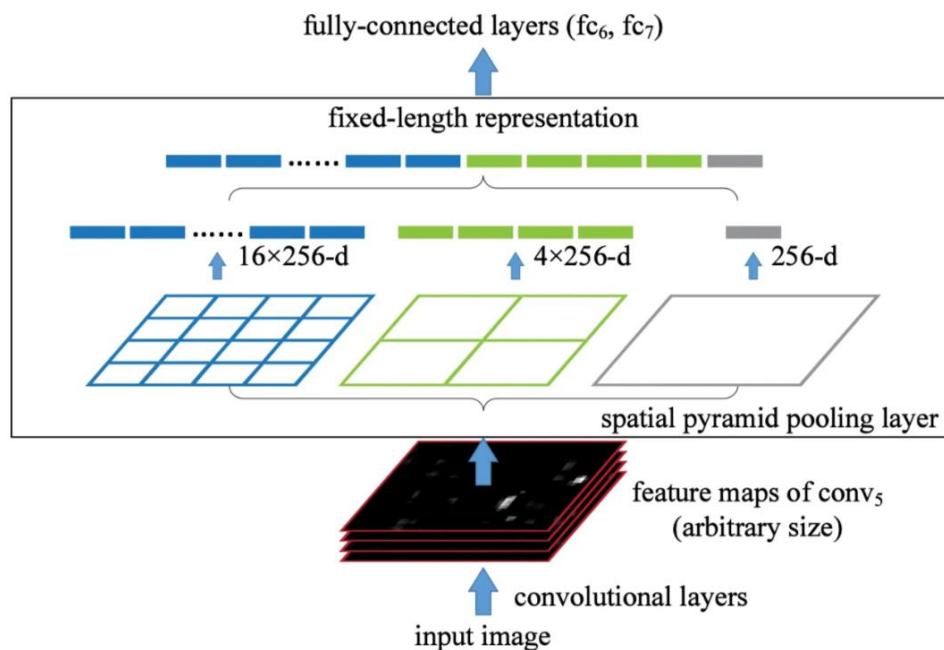 fully-connected layers (fc₆, fc₇)
fixed-length representation
......
......
16×256-d
4×256-d
256-d
spatial pyramid pooling layer
feature maps of conv₅
(arbitrary size)
convolutional layers
input image